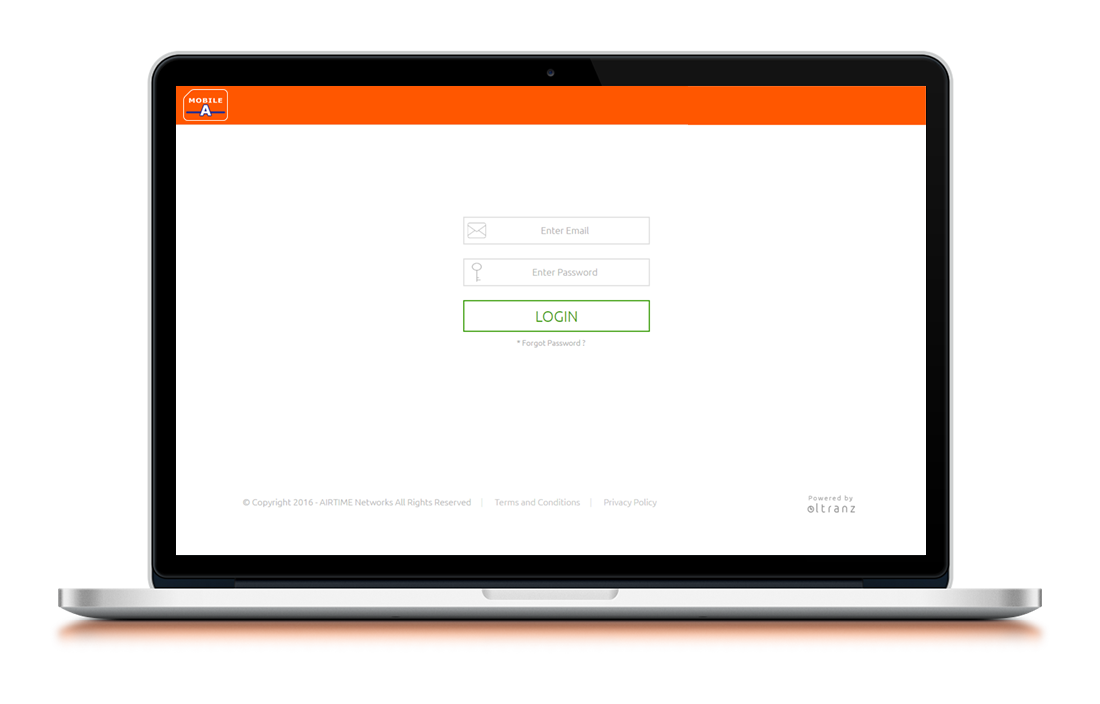 MOBILE
A
Enter Email
Enter Password
LOGIN
* Forgot Password ?
© Copyright 2016 - AIRTIME Networks All Rights Reserved | Terms and Conditions | Privacy Policy
Powered by
oltranz